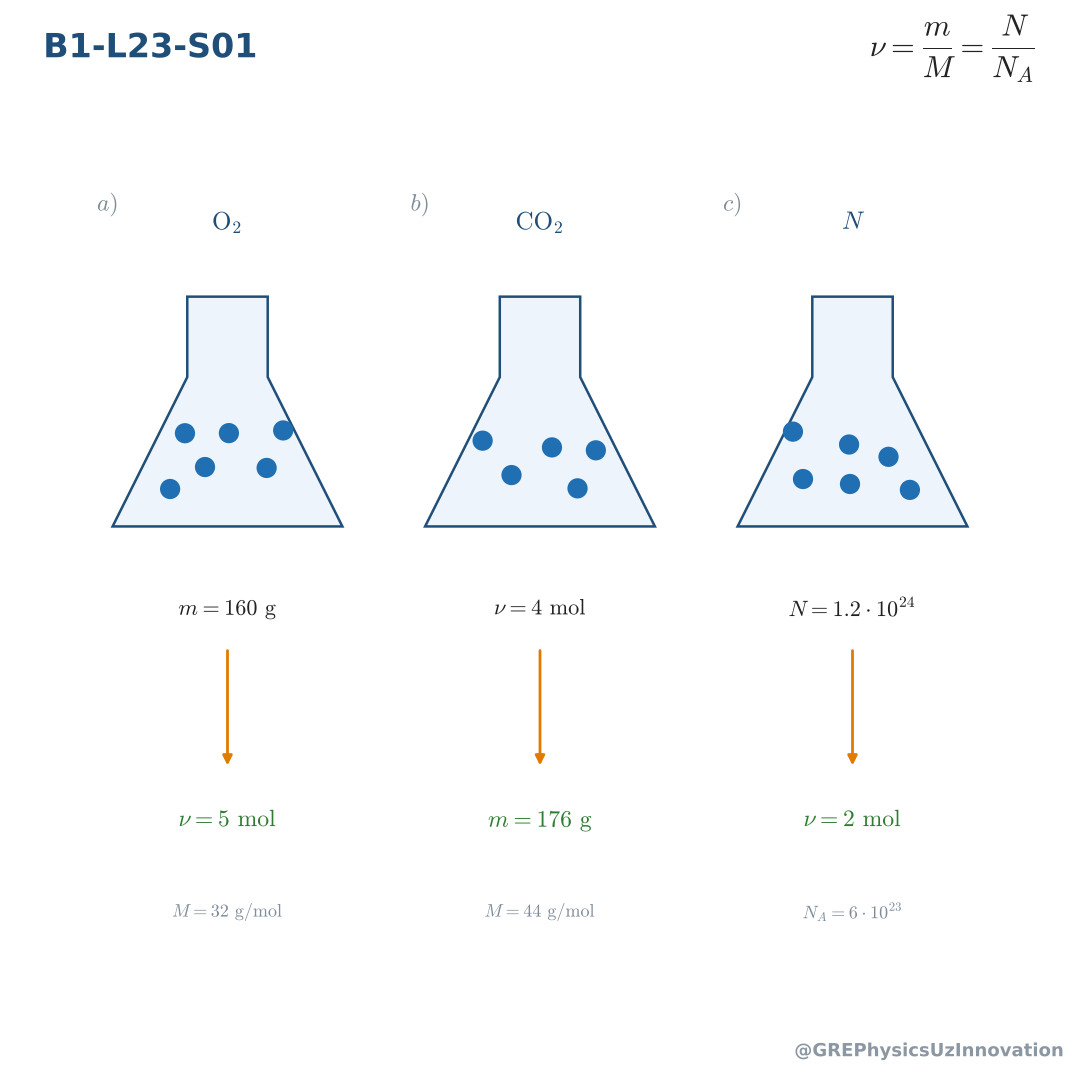 B1-L23-S01
ν = m/M = N/N_A
a)
O₂
b)
CO₂
c)
N
m = 160 g
ν = 4 mol
N = 1.2 · 10²⁴
ν = 5 mol
m = 176 g
ν = 2 mol
M = 32 g/mol
M = 44 g/mol
N_A = 6 · 10²³
@GREPhysicsUzInnovation